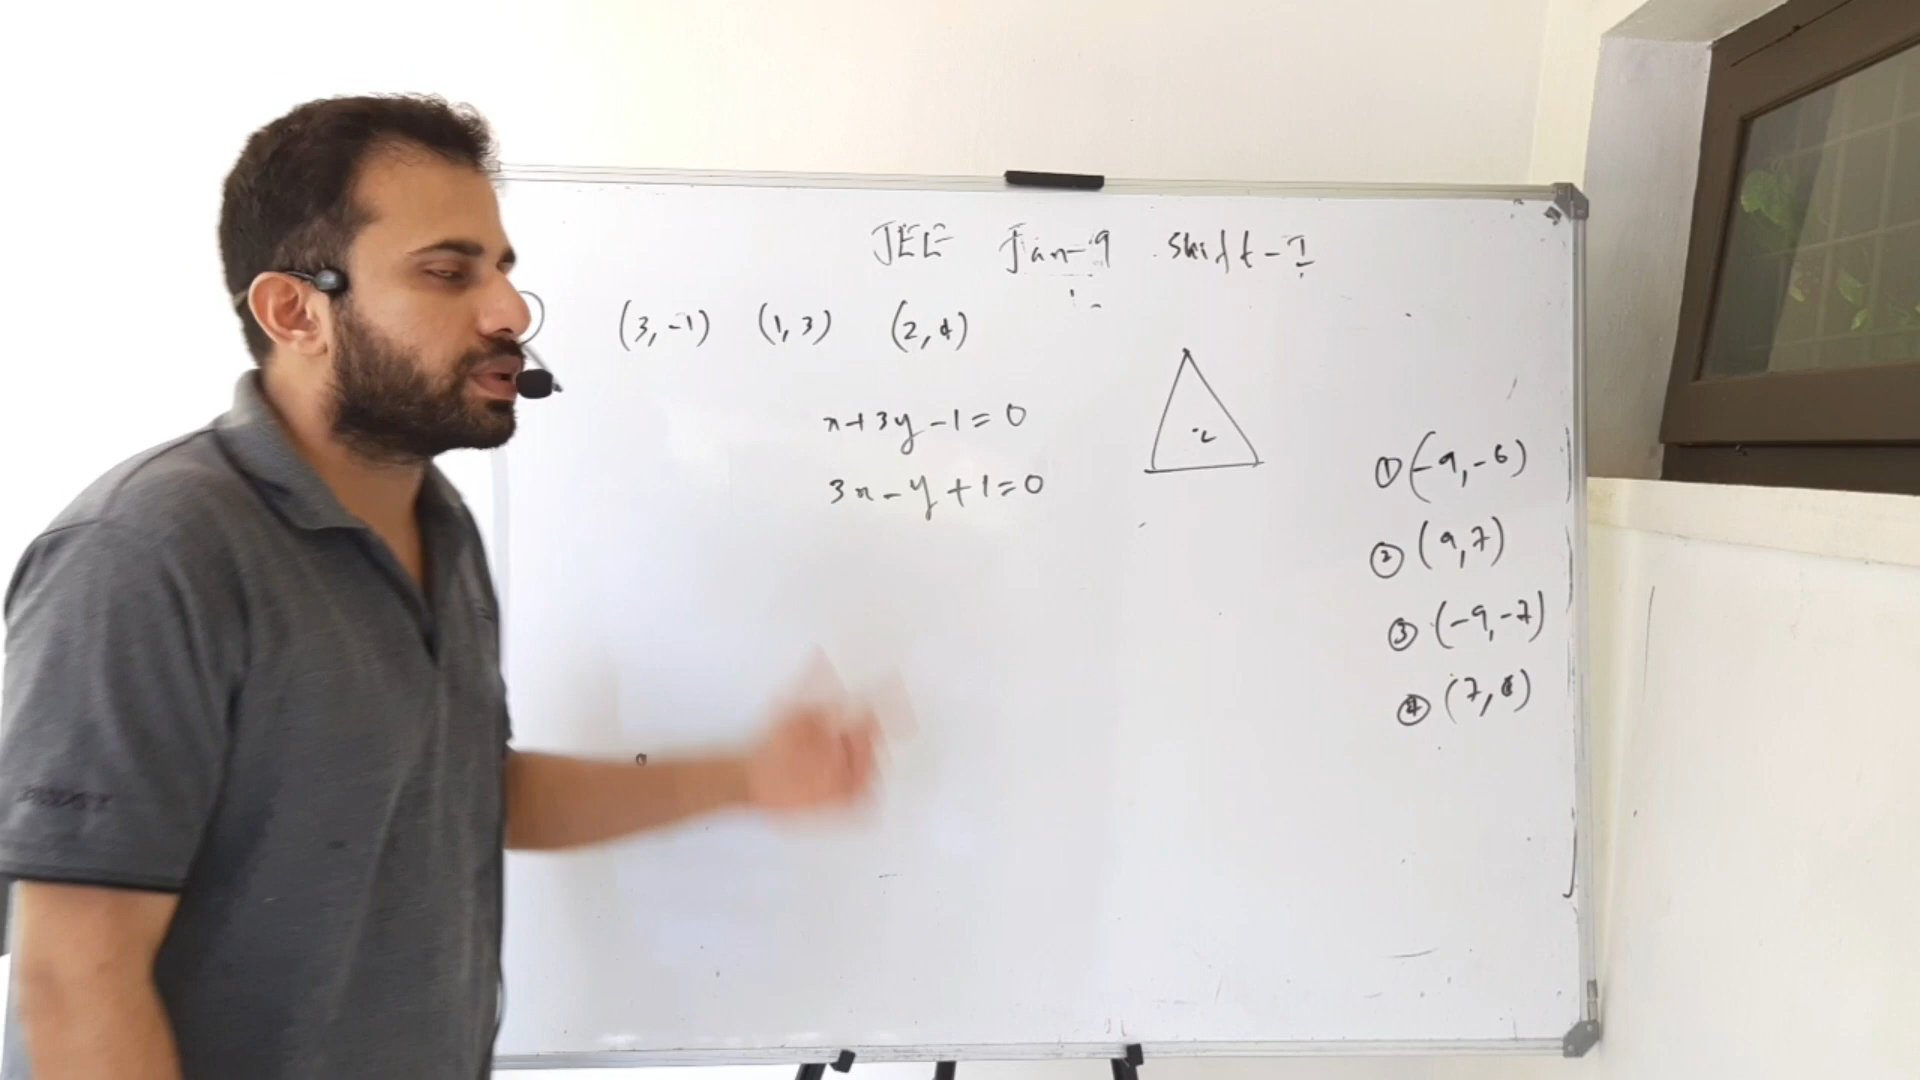 JEE Jan-9 Shift-I
(3,-1) (1,3) (2,4)
x+3y-1=0
3x-y+1=0
c
① (-9,-6)
② (9,7)
③ (-9,-7)
④ (7,6)